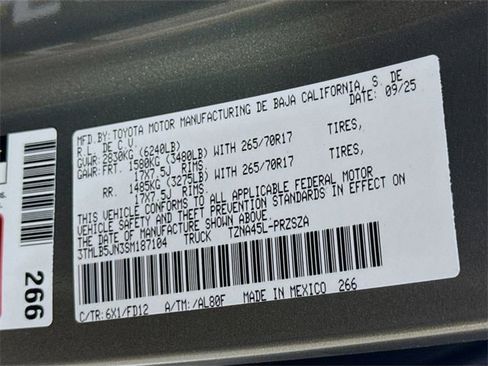 MFD.BY: TOYOTA MOTOR MANUFACTURING DE BAJA CALIFORNIA, S. DE
R.L. DE C.V. DATE: 09/25
GVWR: 2830KG (6240LB)
GAFRT. 1580KG (3480LB) WITH 265/70R17 TIRES,
17X7.5J RIMS
RR. 1485KG (3275LB) WITH 265/70R17 TIRES,
17X7.5J RIMS
THIS VEHICLE CONFORMS TO ALL APPLICABLE FEDERAL MOTOR
VEHICLE SAFETY AND THEFT PREVENTION STANDARDS IN EFFECT ON
THE DATE OF MANUFACTURE SHOWN ABOVE.
3TMLB5JN3SM187104 TRUCK TZNA45L-PRZSZA
C/TR: 6X1/FD12 A/TM: /AL80F MADE IN MEXICO 266
266